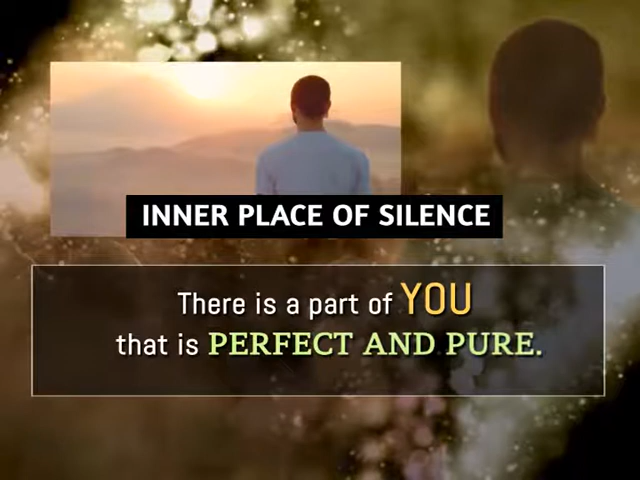 INNER PLACE OF SILENCE
There is a part of YOU
that is PERFECT AND PURE.